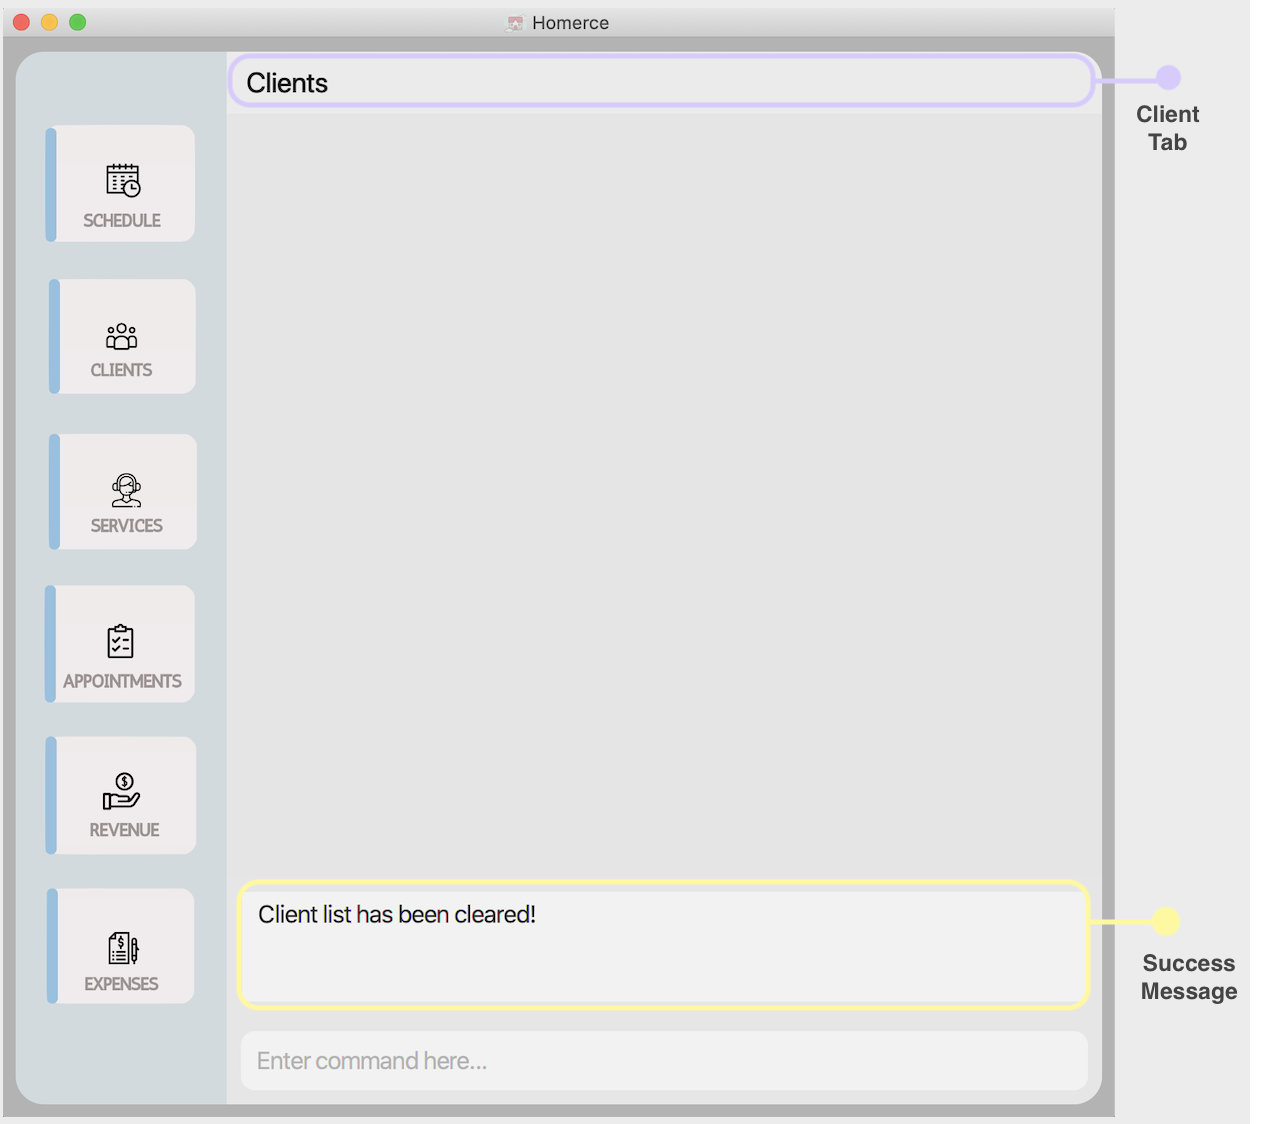 Homerce
Clients
Client
Tab
SCHEDULE
CLIENTS
SERVICES
APPOINTMENTS
REVENUE
EXPENSES
Client list has been cleared!
Success
Message
Enter command here...